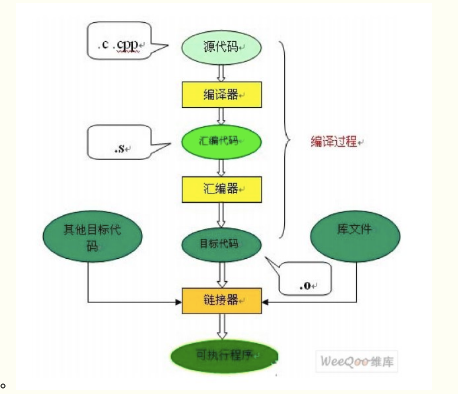 .c .cpp
源代码
编译器
.s
汇编代码
编译过程
汇编器
其他目标代
码
目标代码
库文件
.o
链接器
可执行程序
WeeQoo维库
。